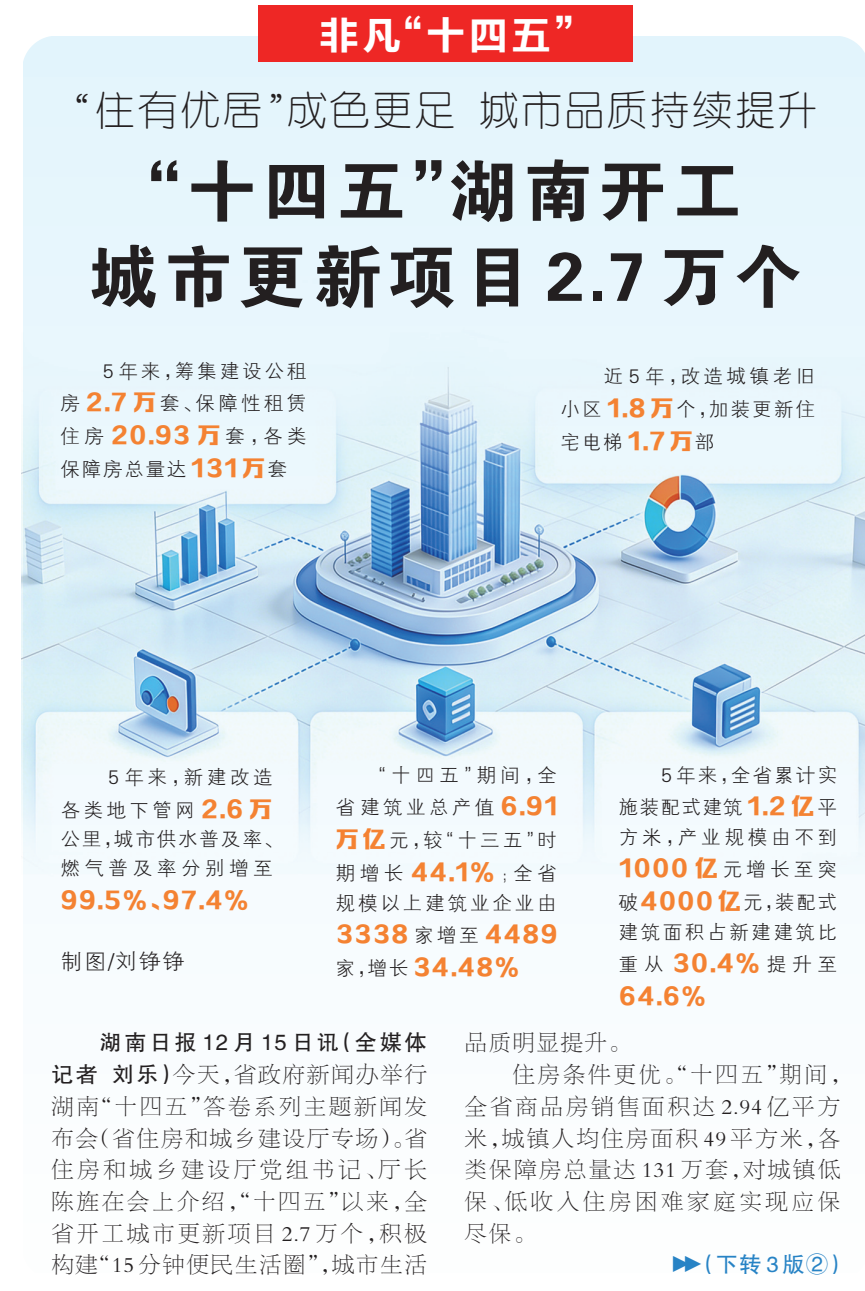 非凡“十四五”
“住有优居”成色更足 城市品质持续提升
“十四五”湖南开工
城市更新项目2.7万个
5年来,筹集建设公租
房2.7万套、保障性租赁
住房20.93万套,各类
保障房总量达131万套
近5年,改造城镇老旧
小区1.8万个,加装更新住
宅电梯1.7万部
5年来,新建改造
各类地下管网2.6万
公里,城市供水普及率、
燃气普及率分别增至
99.5%、97.4%
制图/刘铮铮
“十四五”期间,全
省建筑业总产值6.91
万亿元,较“十三五”时
期增长44.1%;全省
规模以上建筑业企业由
3338家增至4489
家,增长34.48%
5年来,全省累计实
施装配式建筑1.2亿平
方米,产业规模由不到
1000亿元增长至突
破4000亿元,装配式
建筑面积占新建建筑比
重从30.4%提升至
64.6%
湖南日报12月15日讯(全媒体
记者 刘乐)今天,省政府新闻办举行
湖南“十四五”答卷系列主题新闻发
布会(省住房和城乡建设厅专场)。省
住房和城乡建设厅党组书记、厅长
陈旌在会上介绍,“十四五”以来,全
省开工城市更新项目2.7万个,积极
构建“15分钟便民生活圈”,城市生活
品质明显提升。
住房条件更优。“十四五”期间,
全省商品房销售面积达2.94亿平方
米,城镇人均住房面积49平方米,各
类保障房总量达131万套,对城镇低
保、低收入住房困难家庭实现应保
尽保。
▶▶(下转3版②)